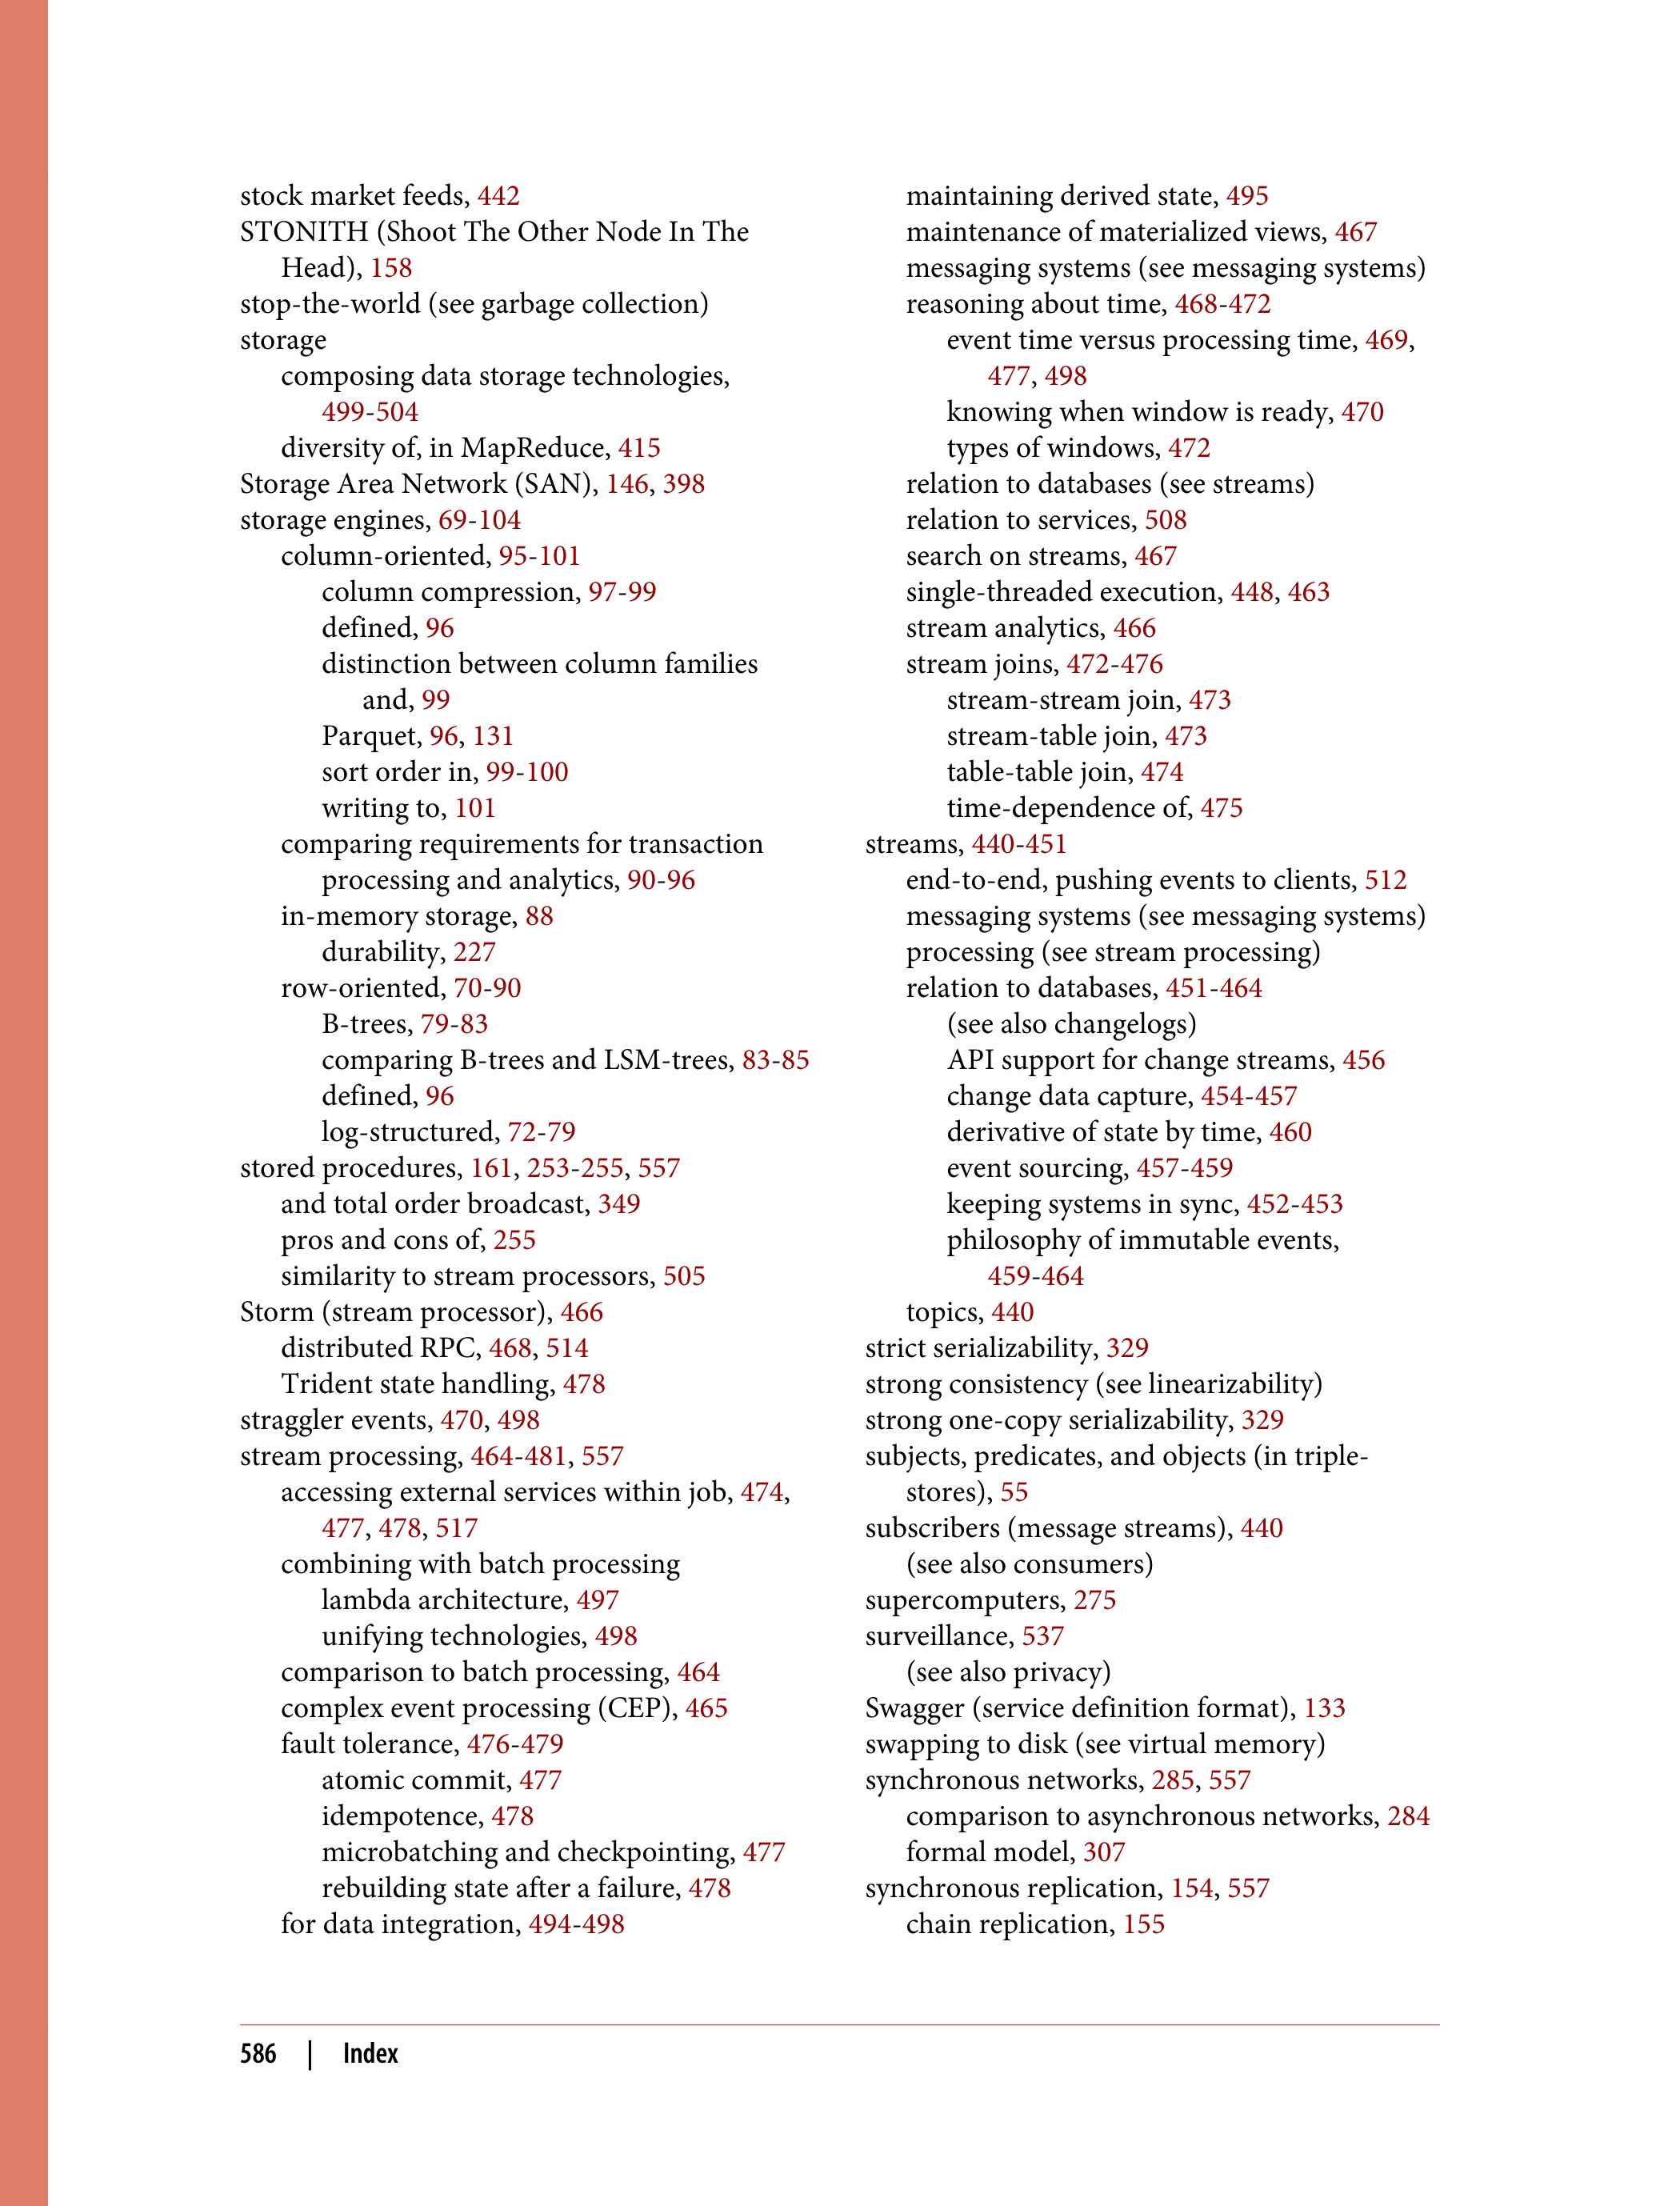 stock market feeds, 442
STONITH (Shoot The Other Node In The
Head), 158
stop-the-world (see garbage collection)
storage
composing data storage technologies,
499-504
diversity of, in MapReduce, 415
Storage Area Network (SAN), 146, 398
storage engines, 69-104
column-oriented, 95-101
column compression, 97-99
defined, 96
distinction between column families
and, 99
Parquet, 96, 131
sort order in, 99-100
writing to, 101
comparing requirements for transaction
processing and analytics, 90-96
in-memory storage, 88
durability, 227
row-oriented, 70-90
B-trees, 79-83
comparing B-trees and LSM-trees, 83-85
defined, 96
log-structured, 72-79
stored procedures, 161, 253-255, 557
and total order broadcast, 349
pros and cons of, 255
similarity to stream processors, 505
Storm (stream processor), 466
distributed RPC, 468, 514
Trident state handling, 478
straggler events, 470, 498
stream processing, 464-481, 557
accessing external services within job, 474,
477, 478, 517
combining with batch processing
lambda architecture, 497
unifying technologies, 498
comparison to batch processing, 464
complex event processing (CEP), 465
fault tolerance, 476-479
atomic commit, 477
idempotence, 478
microbatching and checkpointing, 477
rebuilding state after a failure, 478
for data integration, 494-498
maintaining derived state, 495
maintenance of materialized views, 467
messaging systems (see messaging systems)
reasoning about time, 468-472
event time versus processing time, 469,
477, 498
knowing when window is ready, 470
types of windows, 472
relation to databases (see streams)
relation to services, 508
search on streams, 467
single-threaded execution, 448, 463
stream analytics, 466
stream joins, 472-476
stream-stream join, 473
stream-table join, 473
table-table join, 474
time-dependence of, 475
streams, 440-451
end-to-end, pushing events to clients, 512
messaging systems (see messaging systems)
processing (see stream processing)
relation to databases, 451-464
(see also changelogs)
API support for change streams, 456
change data capture, 454-457
derivative of state by time, 460
event sourcing, 457-459
keeping systems in sync, 452-453
philosophy of immutable events,
459-464
topics, 440
strict serializability, 329
strong consistency (see linearizability)
strong one-copy serializability, 329
subjects, predicates, and objects (in triple-
stores), 55
subscribers (message streams), 440
(see also consumers)
supercomputers, 275
surveillance, 537
(see also privacy)
Swagger (service definition format), 133
swapping to disk (see virtual memory)
synchronous networks, 285, 557
comparison to asynchronous networks, 284
formal model, 307
synchronous replication, 154, 557
chain replication, 155
586 | Index